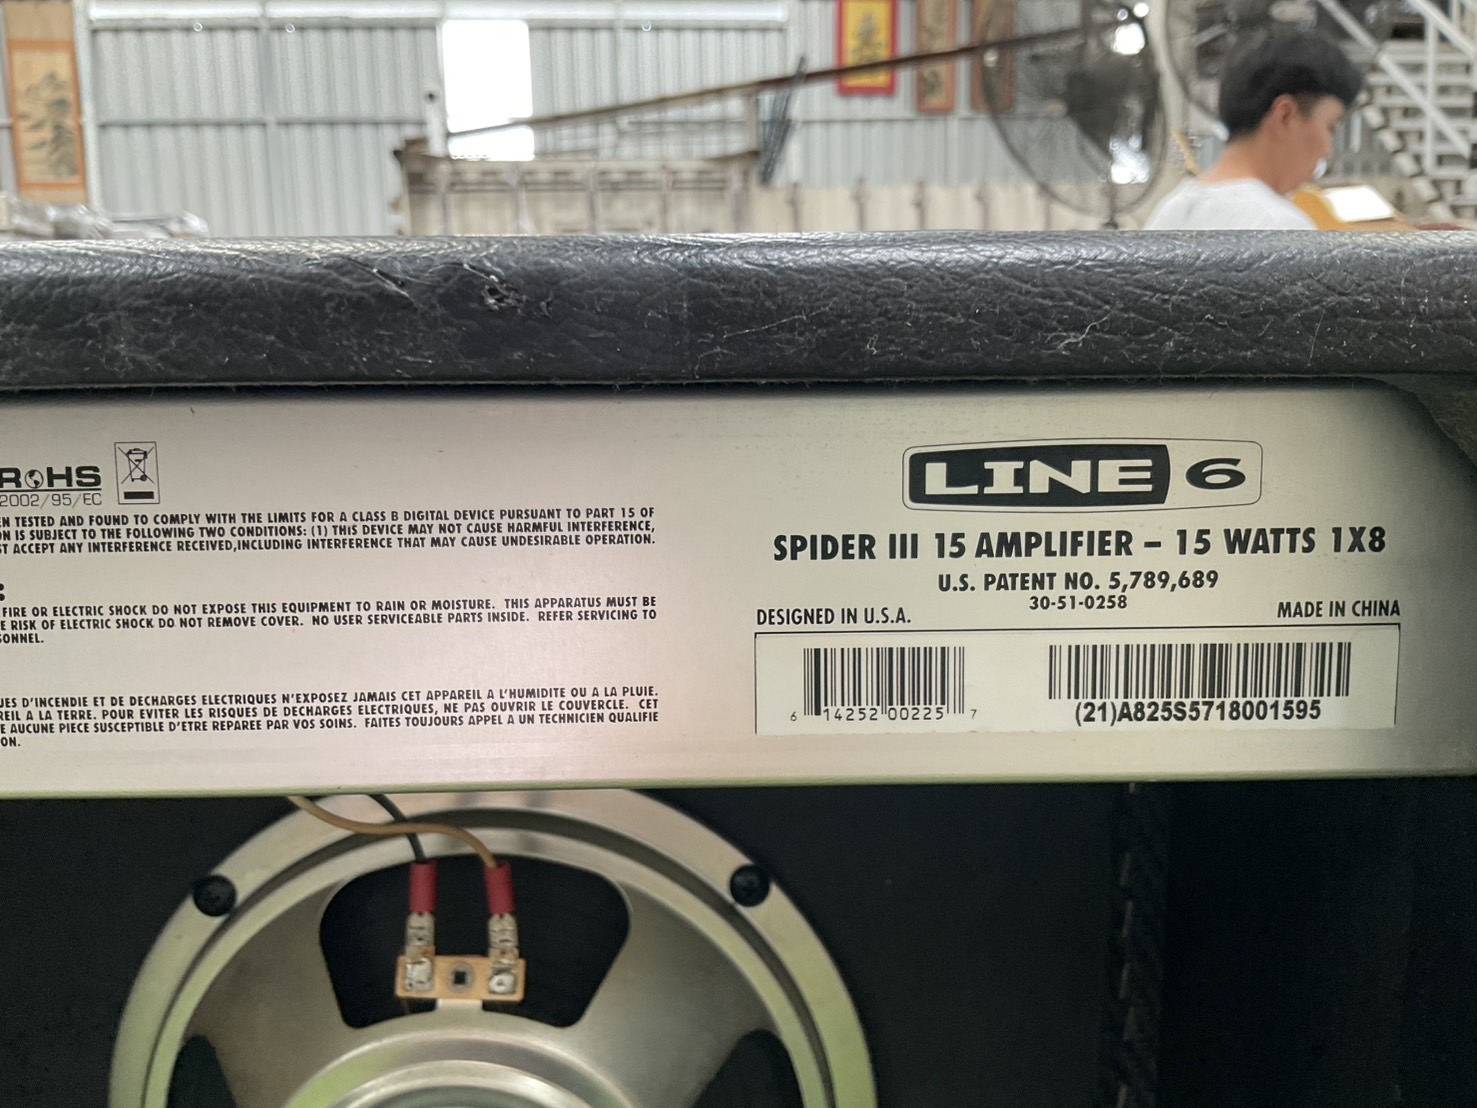 ROHS
2002/95/EC
N TESTED AND FOUND TO COMPLY WITH THE LIMITS FOR A CLASS B DIGITAL DEVICE PURSUANT TO PART 15 OF
N IS SUBJECT TO THE FOLLOWING TWO CONDITIONS: (1) THIS DEVICE MAY NOT CAUSE HARMFUL INTERFERENCE,
T ACCEPT ANY INTERFERENCE RECEIVED,INCLUDING INTERFERENCE THAT MAY CAUSE UNDESIRABLE OPERATION.
:
FIRE OR ELECTRIC SHOCK DO NOT EXPOSE THIS EQUIPMENT TO RAIN OR MOISTURE. THIS APPARATUS MUST BE
E RISK OF ELECTRIC SHOCK DO NOT REMOVE COVER. NO USER SERVICEABLE PARTS INSIDE. REFER SERVICING TO
SONNEL.
UES D'INCENDIE ET DE DECHARGES ELECTRIQUES N'EXPOSEZ JAMAIS CET APPAREIL A L'HUMIDITE OU A LA PLUIE.
REIL A LA TERRE. POUR EVITER LES RISQUES DE DECHARGES ELECTRIQUES, NE PAS OUVRIR LE COUVERCLE. CET
E AUCUNE PIECE SUSCEPTIBLE D'ETRE REPAREE PAR VOS SOINS. FAITES TOUJOURS APPEL A UN TECHNICIEN QUALIFIE
ON.
LINE 6
SPIDER III 15 AMPLIFIER – 15 WATTS 1X8
U.S. PATENT NO. 5,789,689
30-51-0258
DESIGNED IN U.S.A. MADE IN CHINA
6 14252 00225 7
(21)A825S5718001595